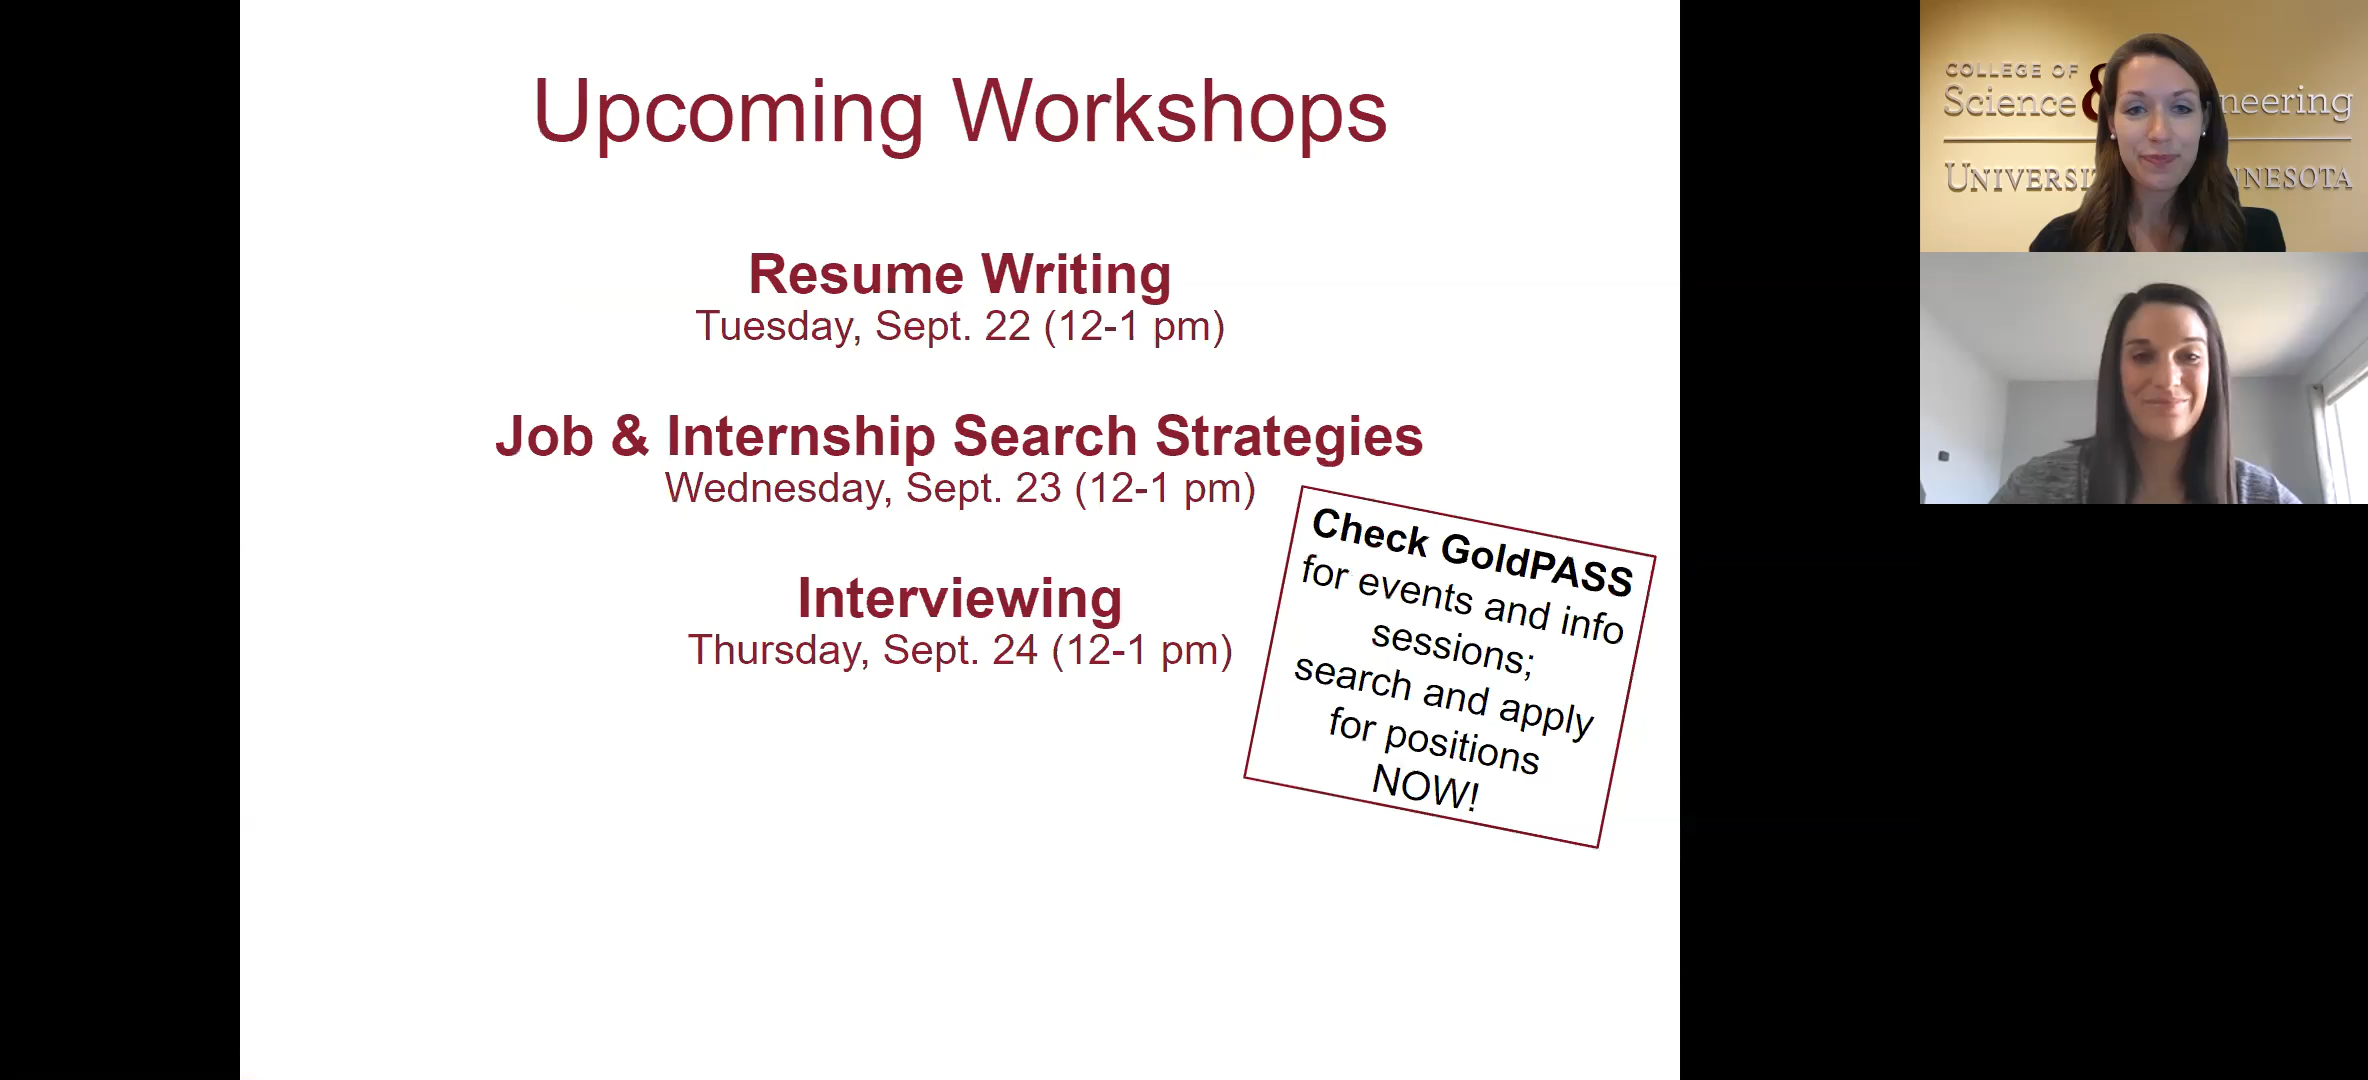 Upcoming Workshops
Resume Writing
Tuesday, Sept. 22 (12-1 pm)
Job & Internship Search Strategies
Wednesday, Sept. 23 (12-1 pm)
Interviewing
Thursday, Sept. 24 (12-1 pm)
Check GoldPASS
for events and info
sessions;
search and apply
for positions
NOW!
COLLEGE OF
Science & neering
UNIVERSI NNESOTA